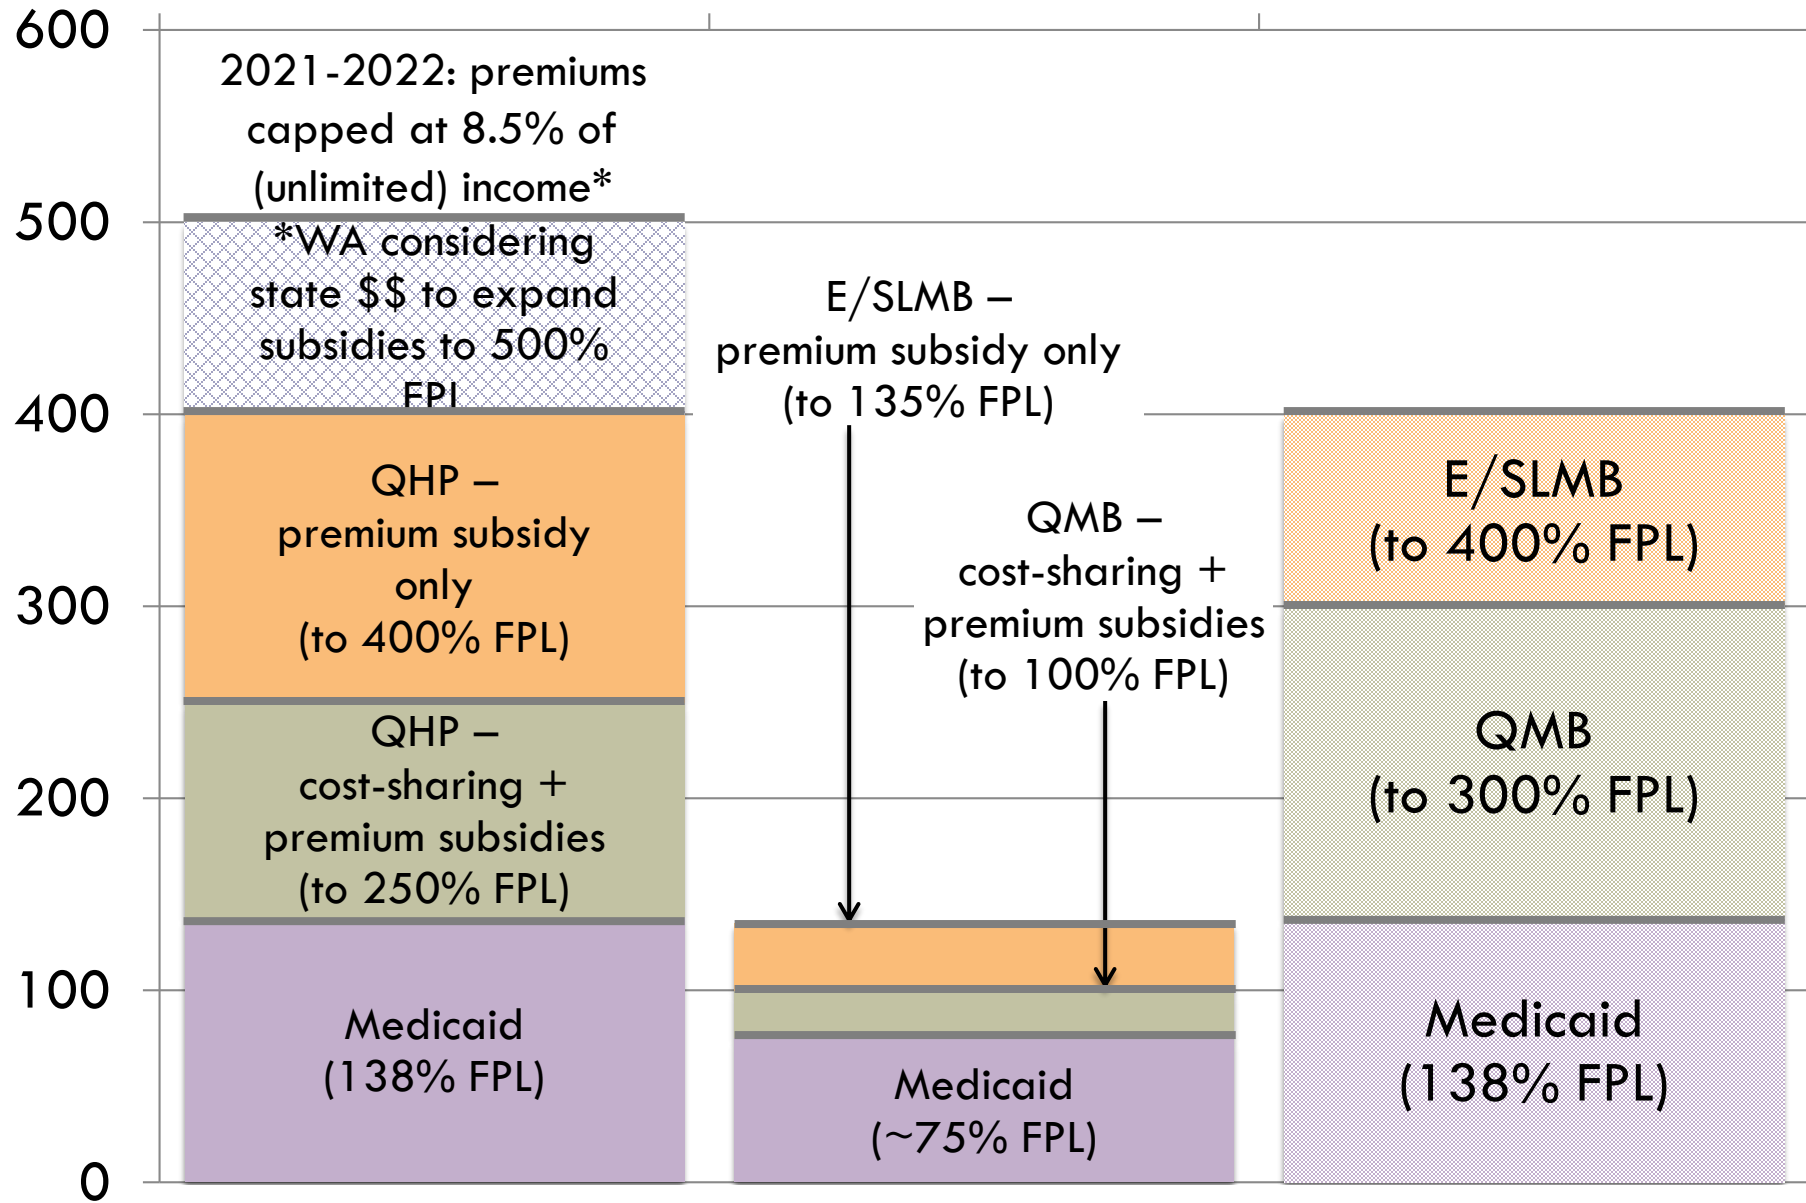 600
500
400
300
200
100
0
2021-2022: premiums
capped at 8.5% of
(unlimited) income*
*WA considering
state $$ to expand
subsidies to 500%
FPL
QHP –
premium subsidy
only
(to 400% FPL)
QHP –
cost-sharing +
premium subsidies
(to 250% FPL)
Medicaid
(138% FPL)
E/SLMB –
premium subsidy only
(to 135% FPL)
QMB –
cost-sharing +
premium subsidies
(to 100% FPL)
Medicaid
(~75% FPL)
E/SLMB
(to 400% FPL)
QMB
(to 300% FPL)
Medicaid
(138% FPL)